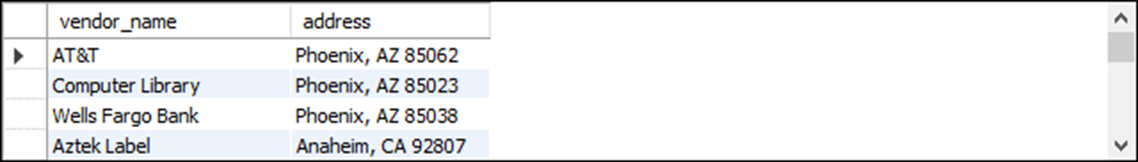 vendor_name address
AT&T Phoenix, AZ 85062
Computer Library Phoenix, AZ 85023
Wells Fargo Bank Phoenix, AZ 85038
Aztek Label Anaheim, CA 92807